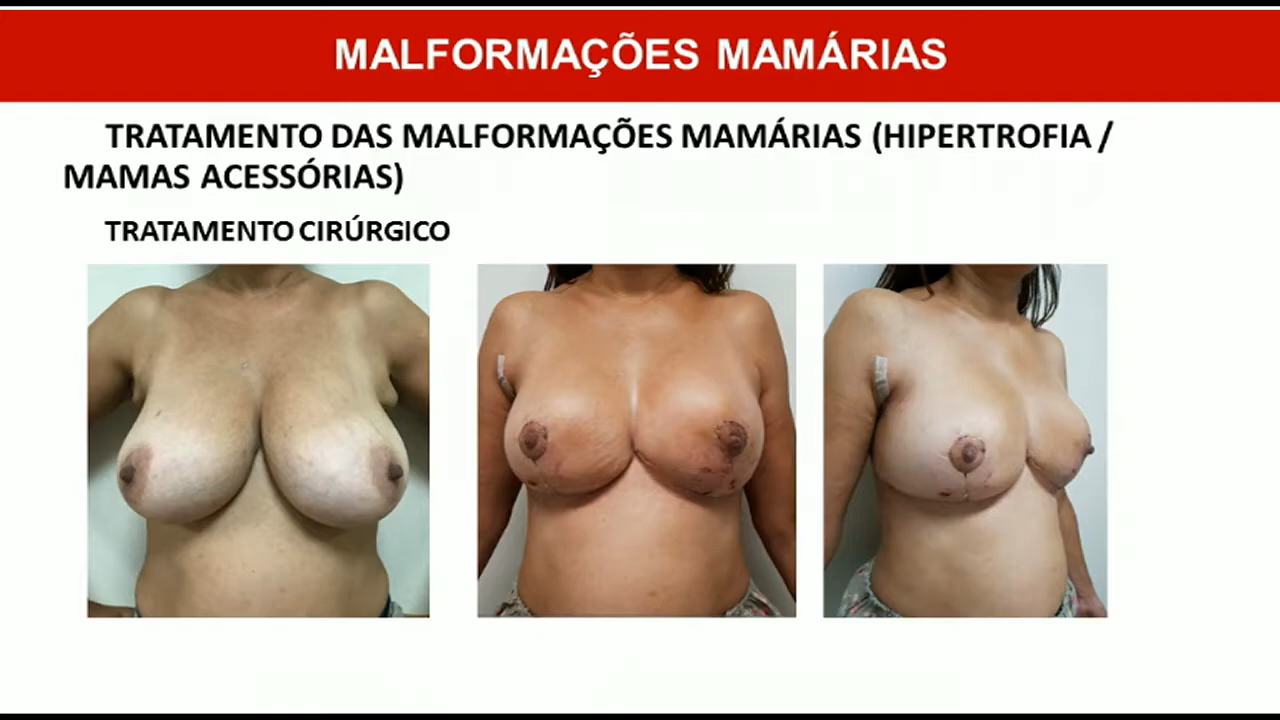 MALFORMAÇÕES MAMÁRIAS
TRATAMENTO DAS MALFORMAÇÕES MAMÁRIAS (HIPERTROFIA /
MAMAS ACESSÓRIAS)
TRATAMENTO CIRÚRGICO